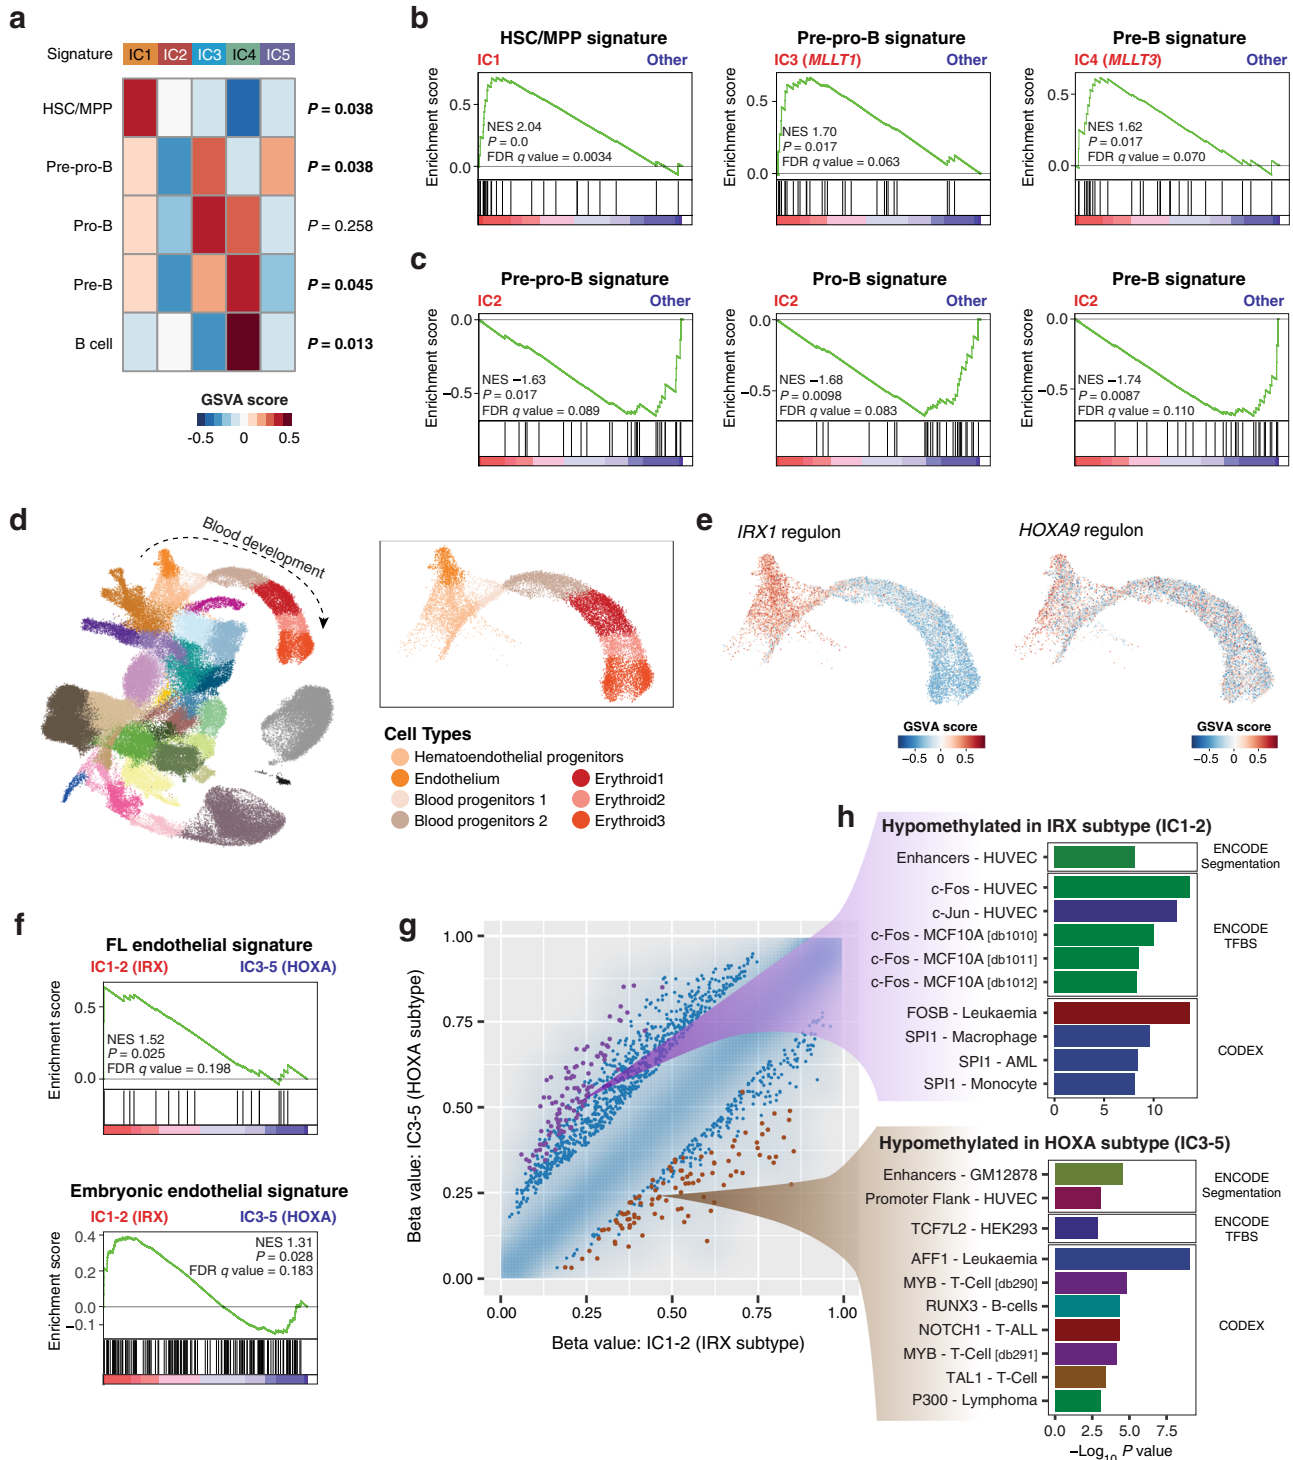 a
Signature IC1 IC2 IC3 IC4 IC5
HSC/MPP P = 0.038
Pre-pro-B P = 0.038
Pro-B P = 0.258
Pre-B P = 0.045
B cell P = 0.013
GSVA score
-0.5 0 0.5
b
HSC/MPP signature
IC1 Other
Enrichment score
0.5
0.0
NES 2.04
P = 0.0
FDR q value = 0.0034
Pre-pro-B signature
IC3 (MLLT1) Other
Enrichment score
0.5
0.0
NES 1.70
P = 0.017
FDR q value = 0.063
Pre-B signature
IC4 (MLLT3) Other
Enrichment score
0.5
0.0
NES 1.62
P = 0.017
FDR q value = 0.070
c
Pre-pro-B signature
IC2 Other
Enrichment score
0.0
−0.5
NES −1.63
P = 0.017
FDR q value = 0.089
Pro-B signature
IC2 Other
Enrichment score
0.0
−0.5
NES −1.68
P = 0.0098
FDR q value = 0.083
Pre-B signature
IC2 Other
Enrichment score
0.0
−0.5
NES −1.74
P = 0.0087
FDR q value = 0.110
d
Blood development
Cell Types
Hematoendothelial progenitors
Endothelium
Blood progenitors 1
Blood progenitors 2
Erythroid1
Erythroid2
Erythroid3
e
IRX1 regulon
GSVA score
−0.5 0 0.5
HOXA9 regulon
GSVA score
−0.5 0 0.5
f
FL endothelial signature
IC1-2 (IRX) IC3-5 (HOXA)
Enrichment score
0.5
0.0
NES 1.52
P = 0.025
FDR q value = 0.198
Embryonic endothelial signature
IC1-2 (IRX) IC3-5 (HOXA)
Enrichment score
0.4
0.2
0.0
−0.1
NES 1.31
P = 0.028
FDR q value = 0.183
g
Beta value: IC3-5 (HOXA subtype)
1.00
0.75
0.50
0.25
0.00
0.00 0.25 0.50 0.75 1.00
Beta value: IC1-2 (IRX subtype)
h
Hypomethylated in IRX subtype (IC1-2)
Enhancers - HUVEC
ENCODE
Segmentation
c-Fos - HUVEC
c-Jun - HUVEC
c-Fos - MCF10A [db1010]
c-Fos - MCF10A [db1011]
c-Fos - MCF10A [db1012]
ENCODE
TFBS
FOSB - Leukaemia
SPI1 - Macrophage
SPI1 - AML
SPI1 - Monocyte
CODEX
0 5 10
Hypomethylated in HOXA subtype (IC3-5)
Enhancers - GM12878
Promoter Flank - HUVEC
ENCODE
Segmentation
TCF7L2 - HEK293
ENCODE
TFBS
AFF1 - Leukaemia
MYB - T-Cell [db290]
RUNX3 - B-cells
NOTCH1 - T-ALL
MYB - T-Cell [db291]
TAL1 - T-Cell
P300 - Lymphoma
CODEX
0.0 2.5 5.0 7.5
−Log10 P value